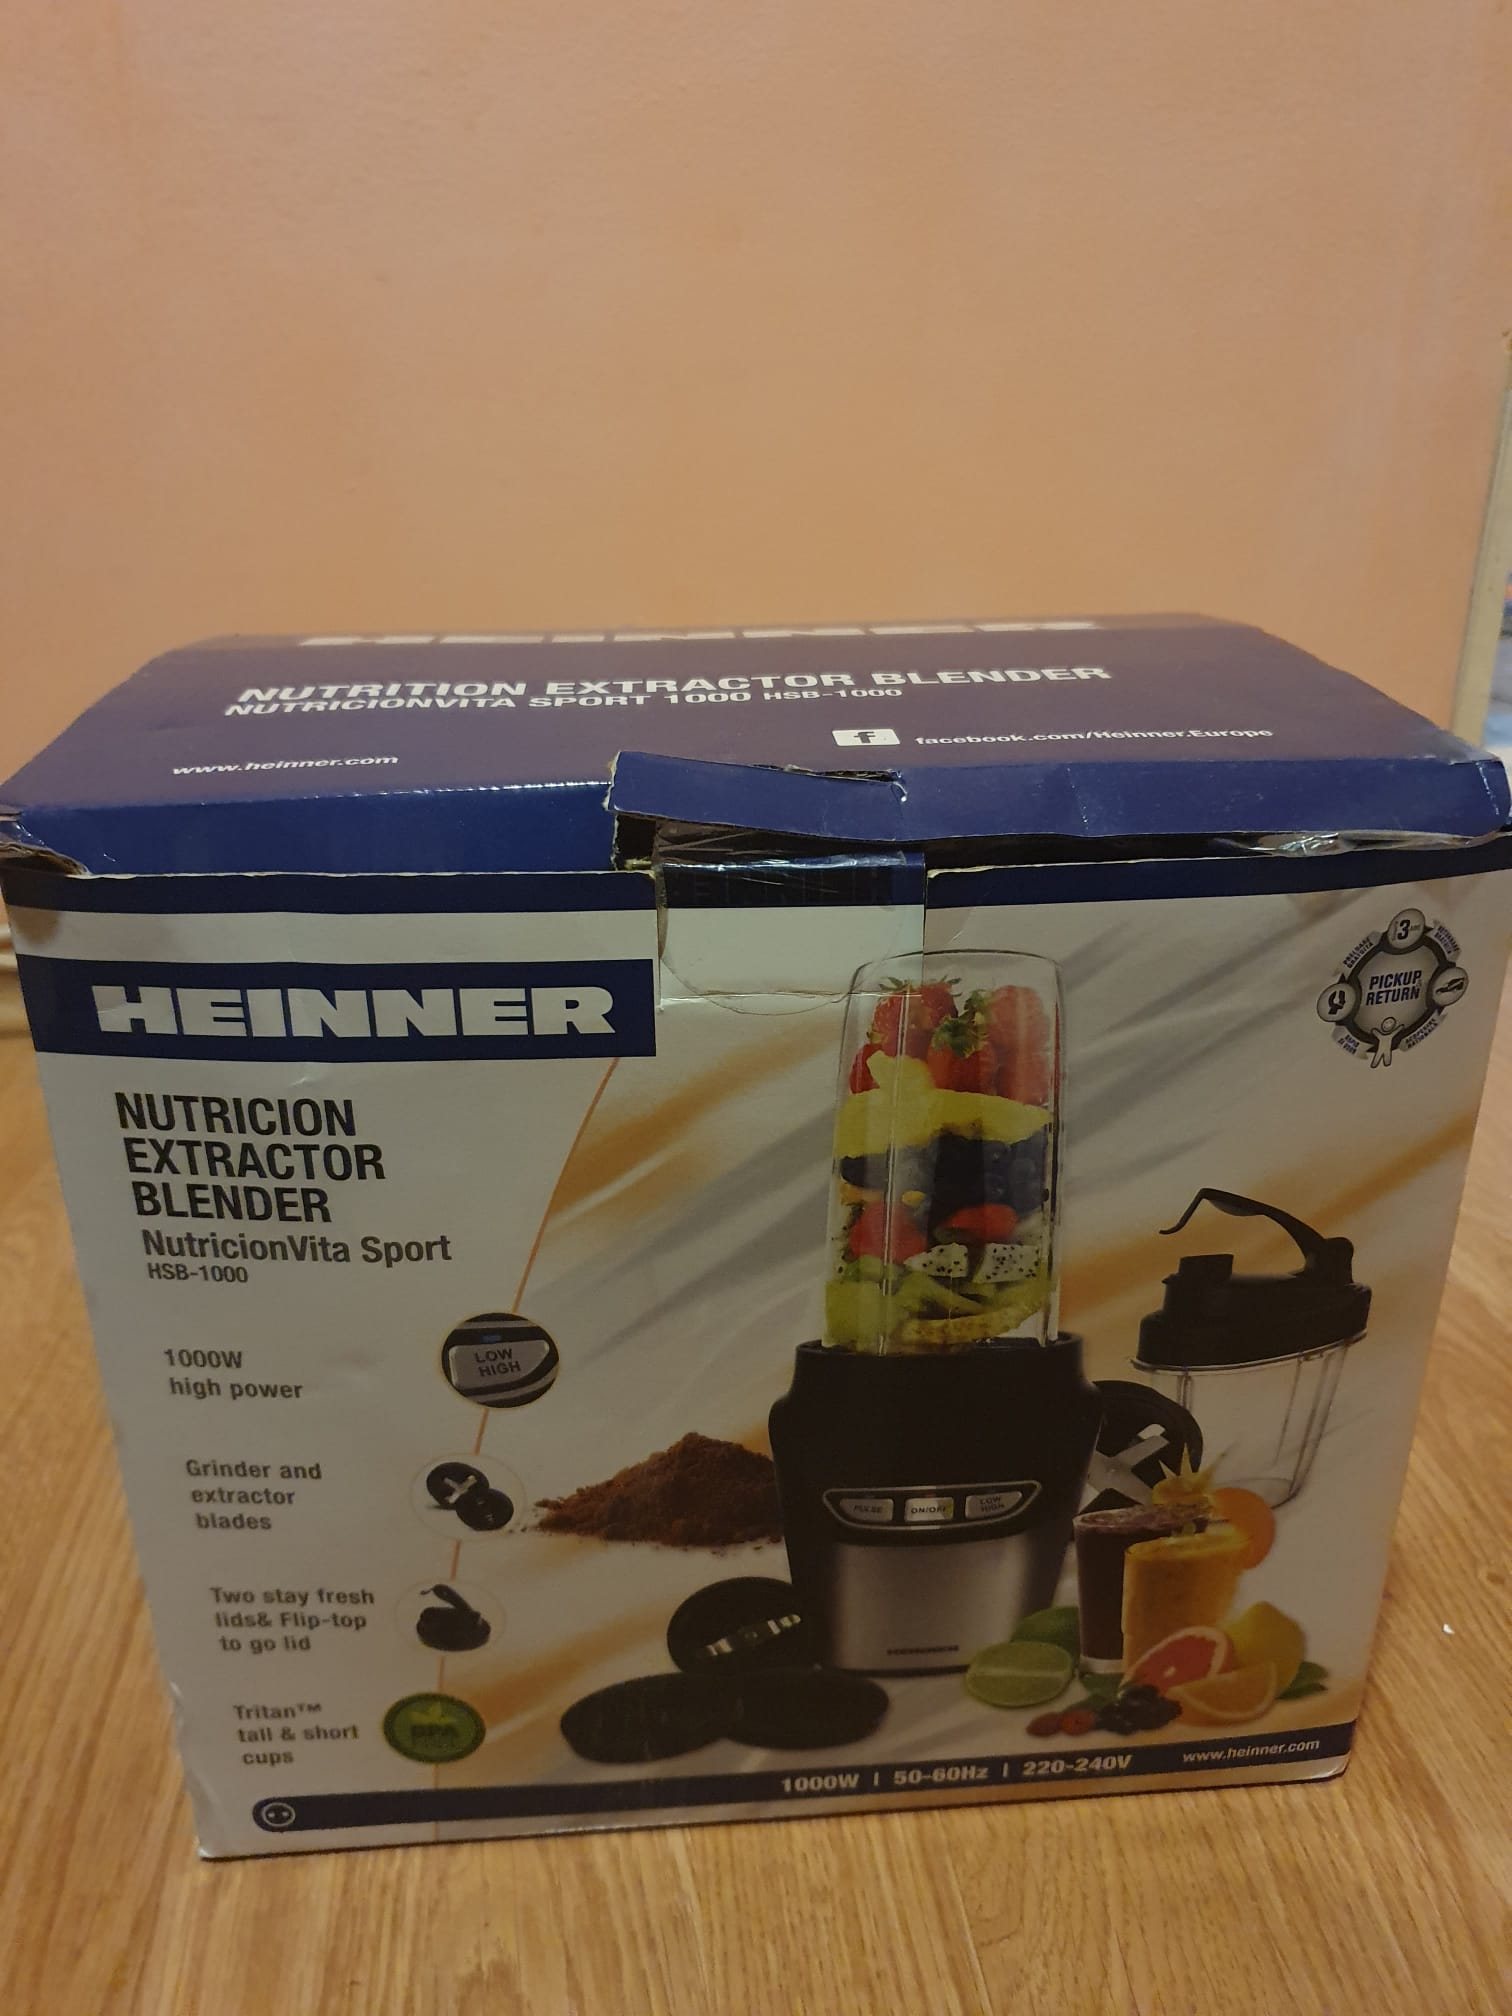 HEINNER
NUTRITION EXTRACTOR BLENDER
NUTRICIONVITA SPORT 1000 HSB-1000
f facebook.com/Heinner.Europe
www.heinner.com
HEINNER
3
PICKUP
RETURN
NUTRICION
EXTRACTOR
BLENDER
NutricionVita Sport
HSB-1000
1000W
high power
LOW
HIGH
Grinder and
extractor
blades
Two stay fresh
lids& Flip-top
to go lid
Tritan™
tall & short
cups
BPA
PULSE
ON/OFF
LOW
HIGH
HEINNER
1000W | 50-60Hz | 220-240V
www.heinner.com